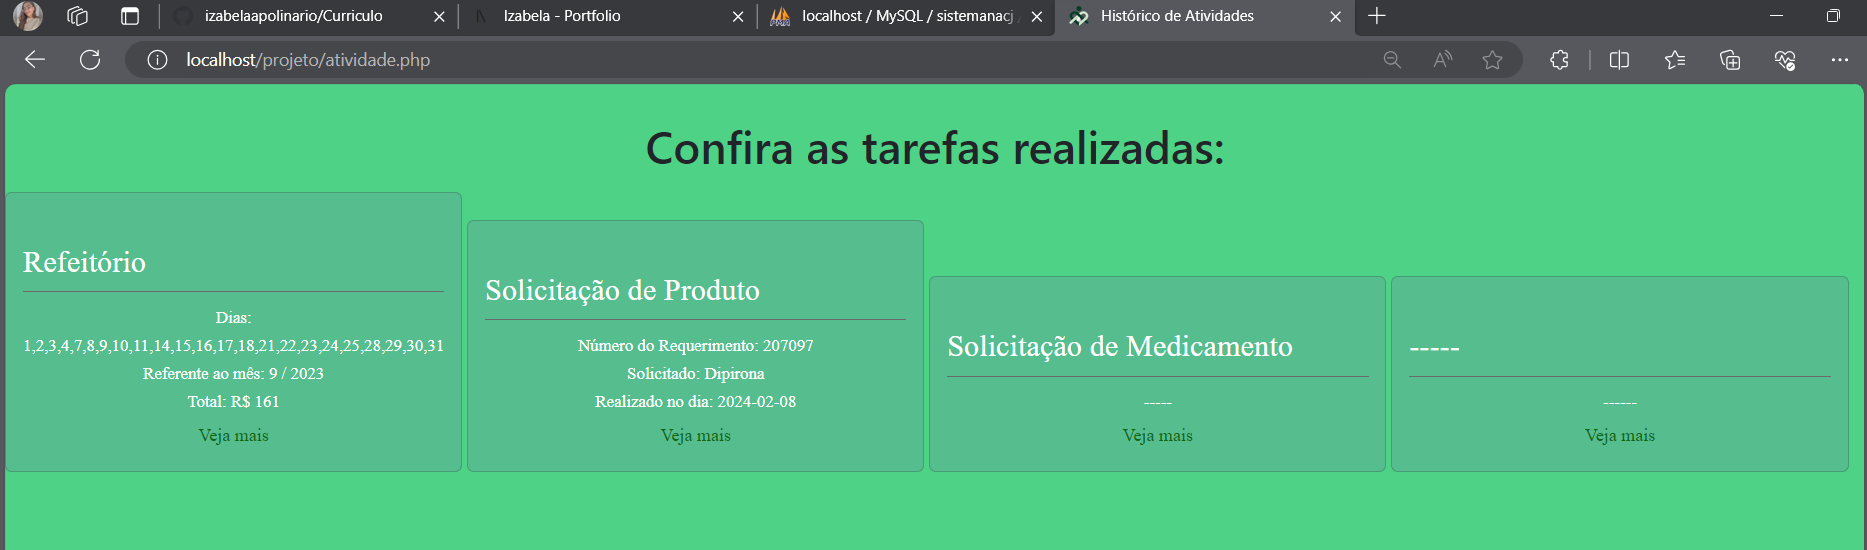 izabelaapolinario/Curriculo
Izabela - Portfolio
localhost / MySQL / sistemanacj
Histórico de Atividades
localhost/projeto/atividade.php
Confira as tarefas realizadas:
Refeitório
Dias:
1,2,3,4,7,8,9,10,11,14,15,16,17,18,21,22,23,24,25,28,29,30,31
Referente ao mês: 9 / 2023
Total: R$ 161
Veja mais
Solicitação de Produto
Número do Requerimento: 207097
Solicitado: Dipirona
Realizado no dia: 2024-02-08
Veja mais
Solicitação de Medicamento
-----
Veja mais
-----
------
Veja mais